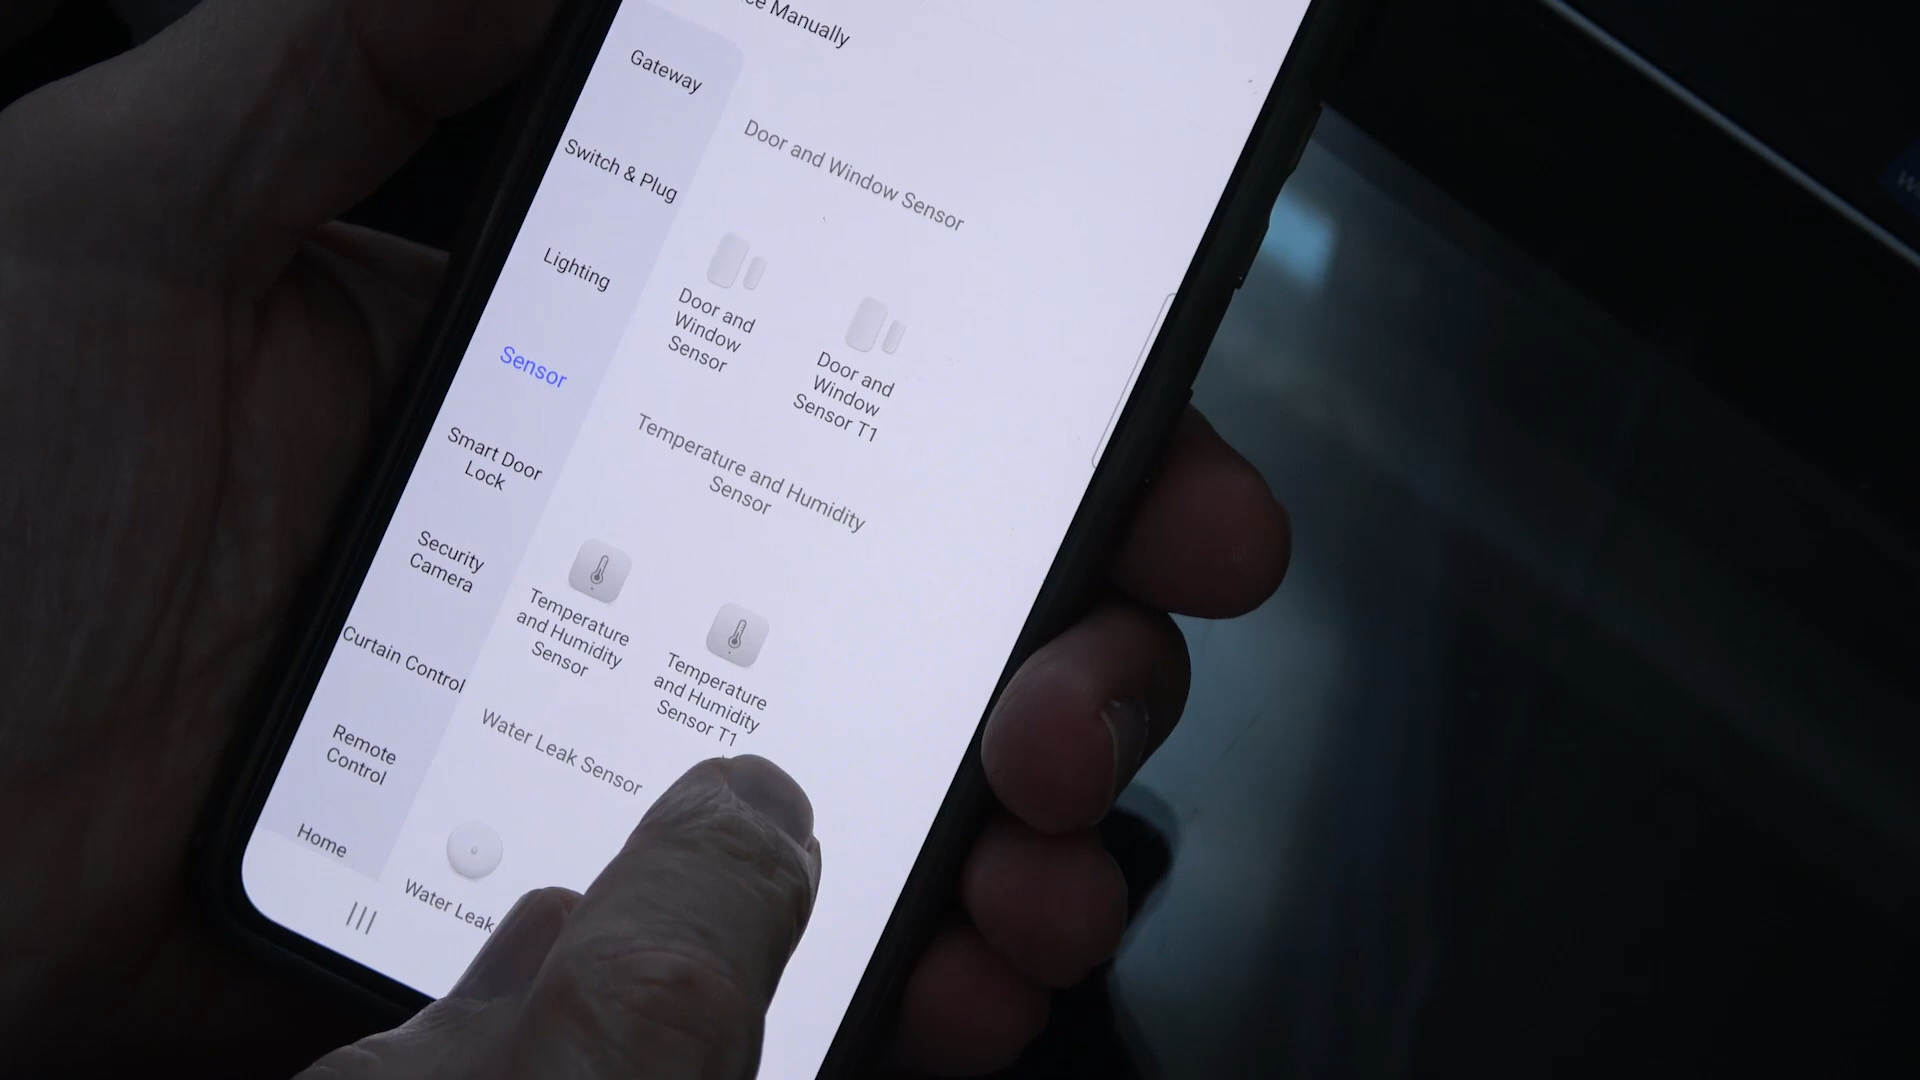 Manually
Gateway
Switch & Plug
Lighting
Sensor
Smart Door
Lock
Security
Camera
Curtain Control
Remote
Control
Home
Door and Window Sensor
Door and
Window
Sensor
Door and
Window
Sensor T1
Temperature and Humidity
Sensor
Temperature
and Humidity
Sensor
Temperature
and Humidity
Sensor T1
Water Leak Sensor
Water Leak